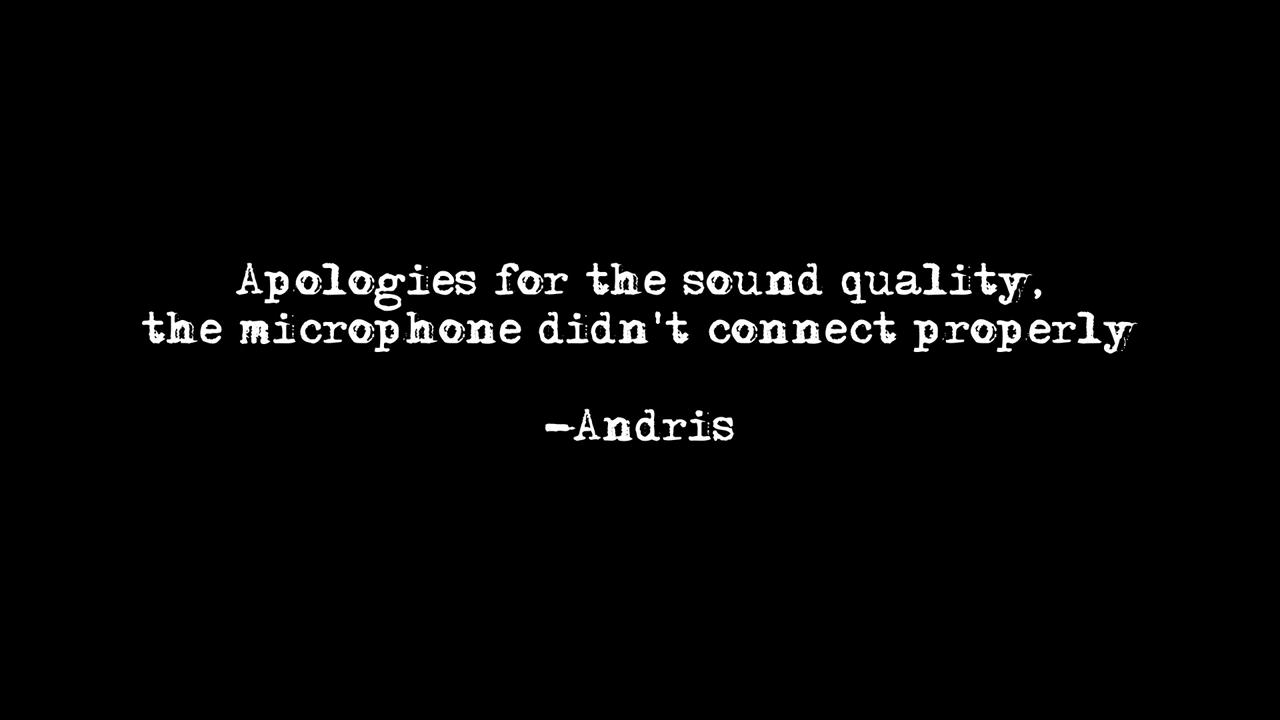 Apologies for the sound quality,
the microphone didn't connect properly
-Andris